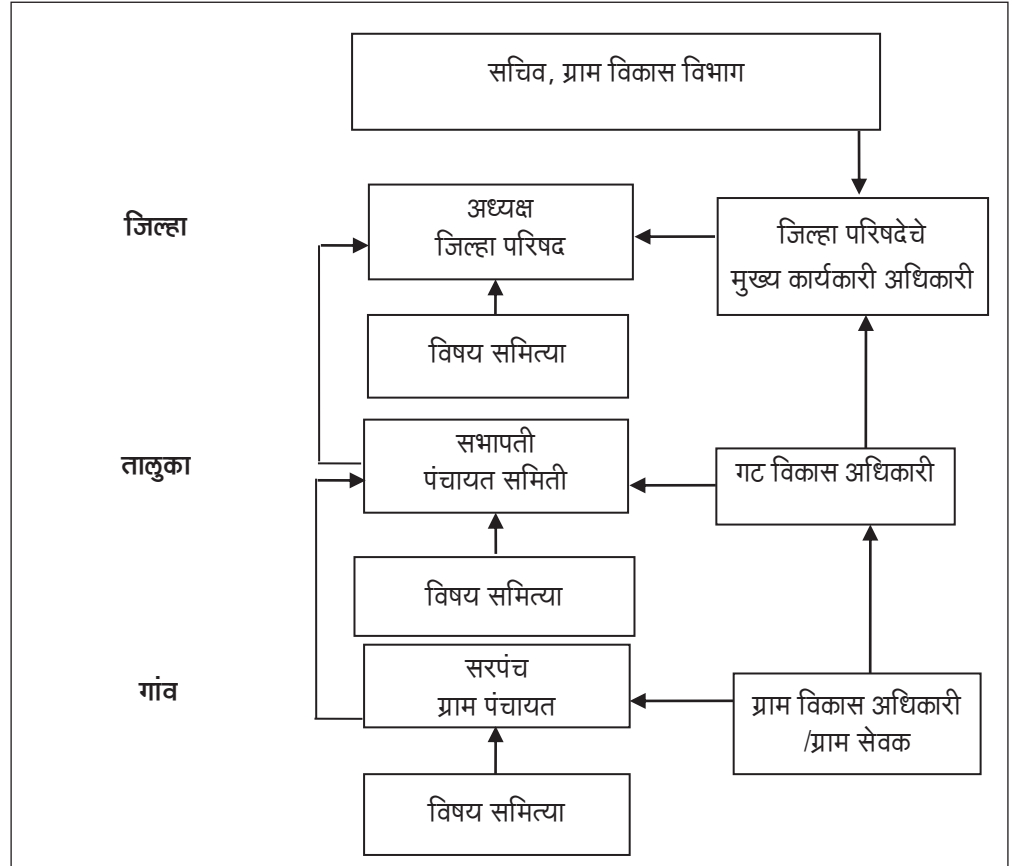 सचिव, ग्राम विकास विभाग
जिल्हा
अध्यक्ष
जिल्हा परिषद
जिल्हा परिषदेचे
मुख्य कार्यकारी अधिकारी
विषय समित्या
तालुका
सभापती
पंचायत समिती
गट विकास अधिकारी
विषय समित्या
गांव
सरपंच
ग्राम पंचायत
ग्राम विकास अधिकारी
/ग्राम सेवक
विषय समित्या